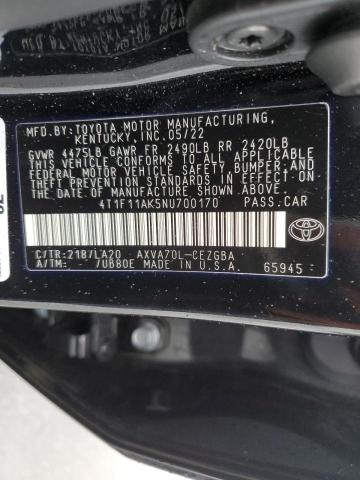 MFD.BY:TOYOTA MOTOR MANUFACTURING,
KENTUCKY,INC.05/22
GVWR 4475LB GAWR FR 2490LB RR 2420LB
THIS VEHICLE CONFORMS TO ALL APPLICABLE
FEDERAL MOTOR VEHICLE SAFETY, BUMPER, AND
THEFT PREVENTION STANDARDS IN EFFECT ON
THE DATE OF MANUFACTURE SHOWN ABOVE.
4T1F11AK5NU700170 PASS.CAR
C/TR:218/LA20 AXVA70L-CEZGBA
A/TM: /UB80E MADE IN U.S.A. 65945